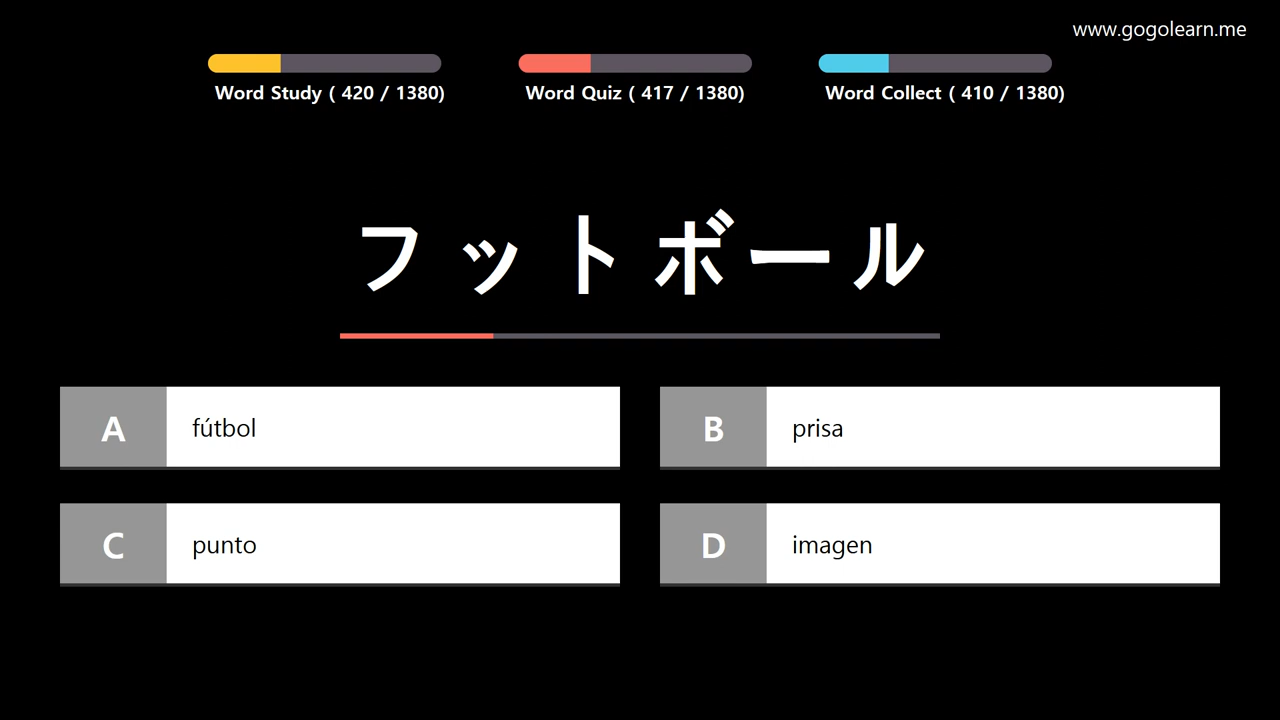 www.gogolearn.me
Word Study ( 420 / 1380)
Word Quiz ( 417 / 1380)
Word Collect ( 410 / 1380)
フットボール
A
fútbol
B
prisa
C
punto
D
imagen